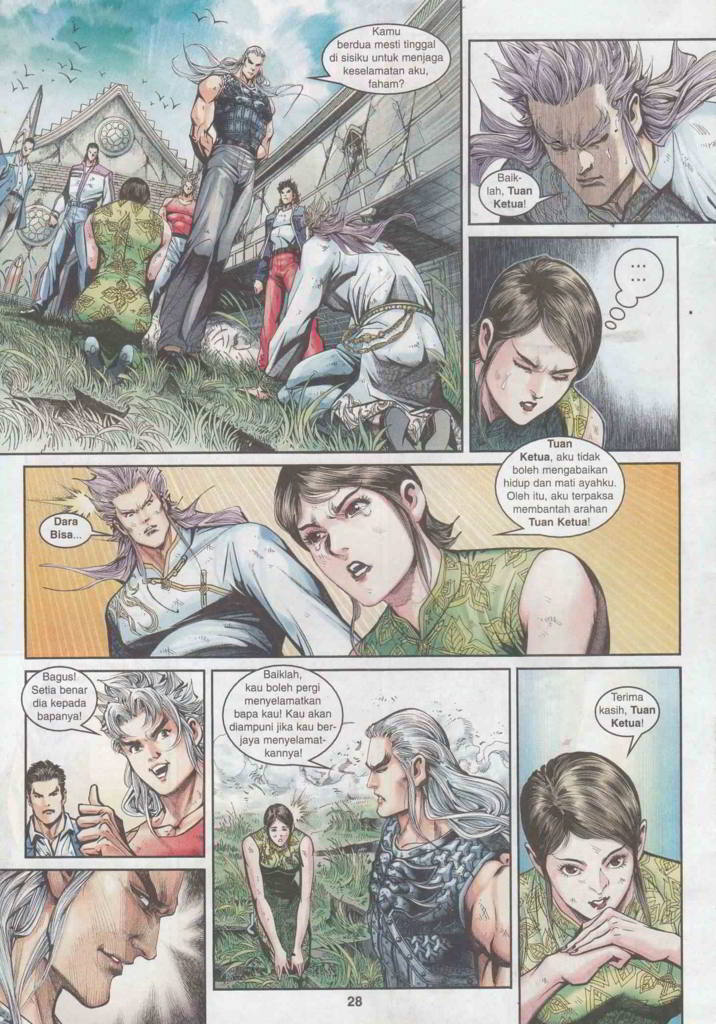 Kamu
berdua mesti tinggal
di sisiku untuk menjaga
keselamatan aku,
faham?
Baik-
lah, Tuan
Ketua!
...
...
Dara
Bisa...
Tuan
Ketua, aku tidak
boleh mengabaikan
hidup dan mati ayahku.
Oleh itu, aku terpaksa
membantah arahan
Tuan Ketua!
Bagus!
Setia benar
dia kepada
bapanya!
Baiklah,
kau boleh pergi
menyelamatkan
bapa kau! Kau akan
diampuni jika kau ber-
jaya menyelamat-
kannya!
Terima
kasih, Tuan
Ketua!
28